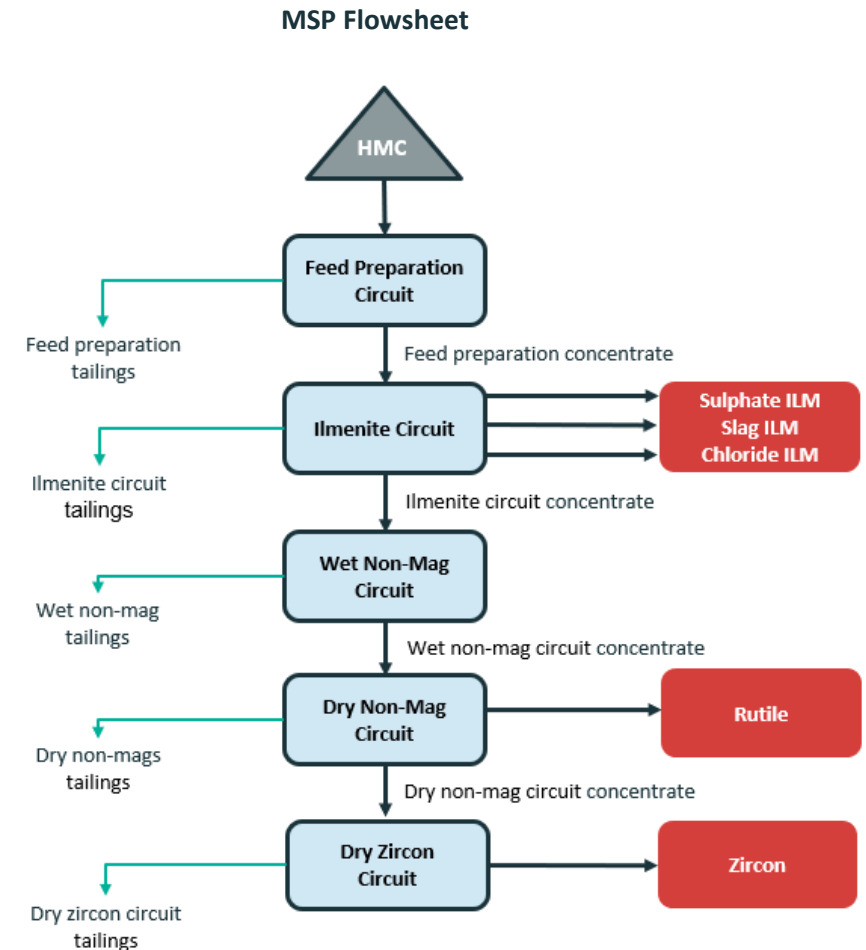 MSP Flowsheet
HMC
Feed Preparation
Circuit
Feed preparation
tailings
Feed preparation concentrate
Ilmenite Circuit
Sulphate ILM
Slag ILM
Chloride ILM
Ilmenite circuit
tailings
Ilmenite circuit concentrate
Wet Non-Mag
Circuit
Wet non-mag
tailings
Wet non-mag circuit concentrate
Dry Non-Mag
Circuit
Rutile
Dry non-mags
tailings
Dry non-mag circuit concentrate
Dry Zircon
Circuit
Zircon
Dry zircon circuit
tailings